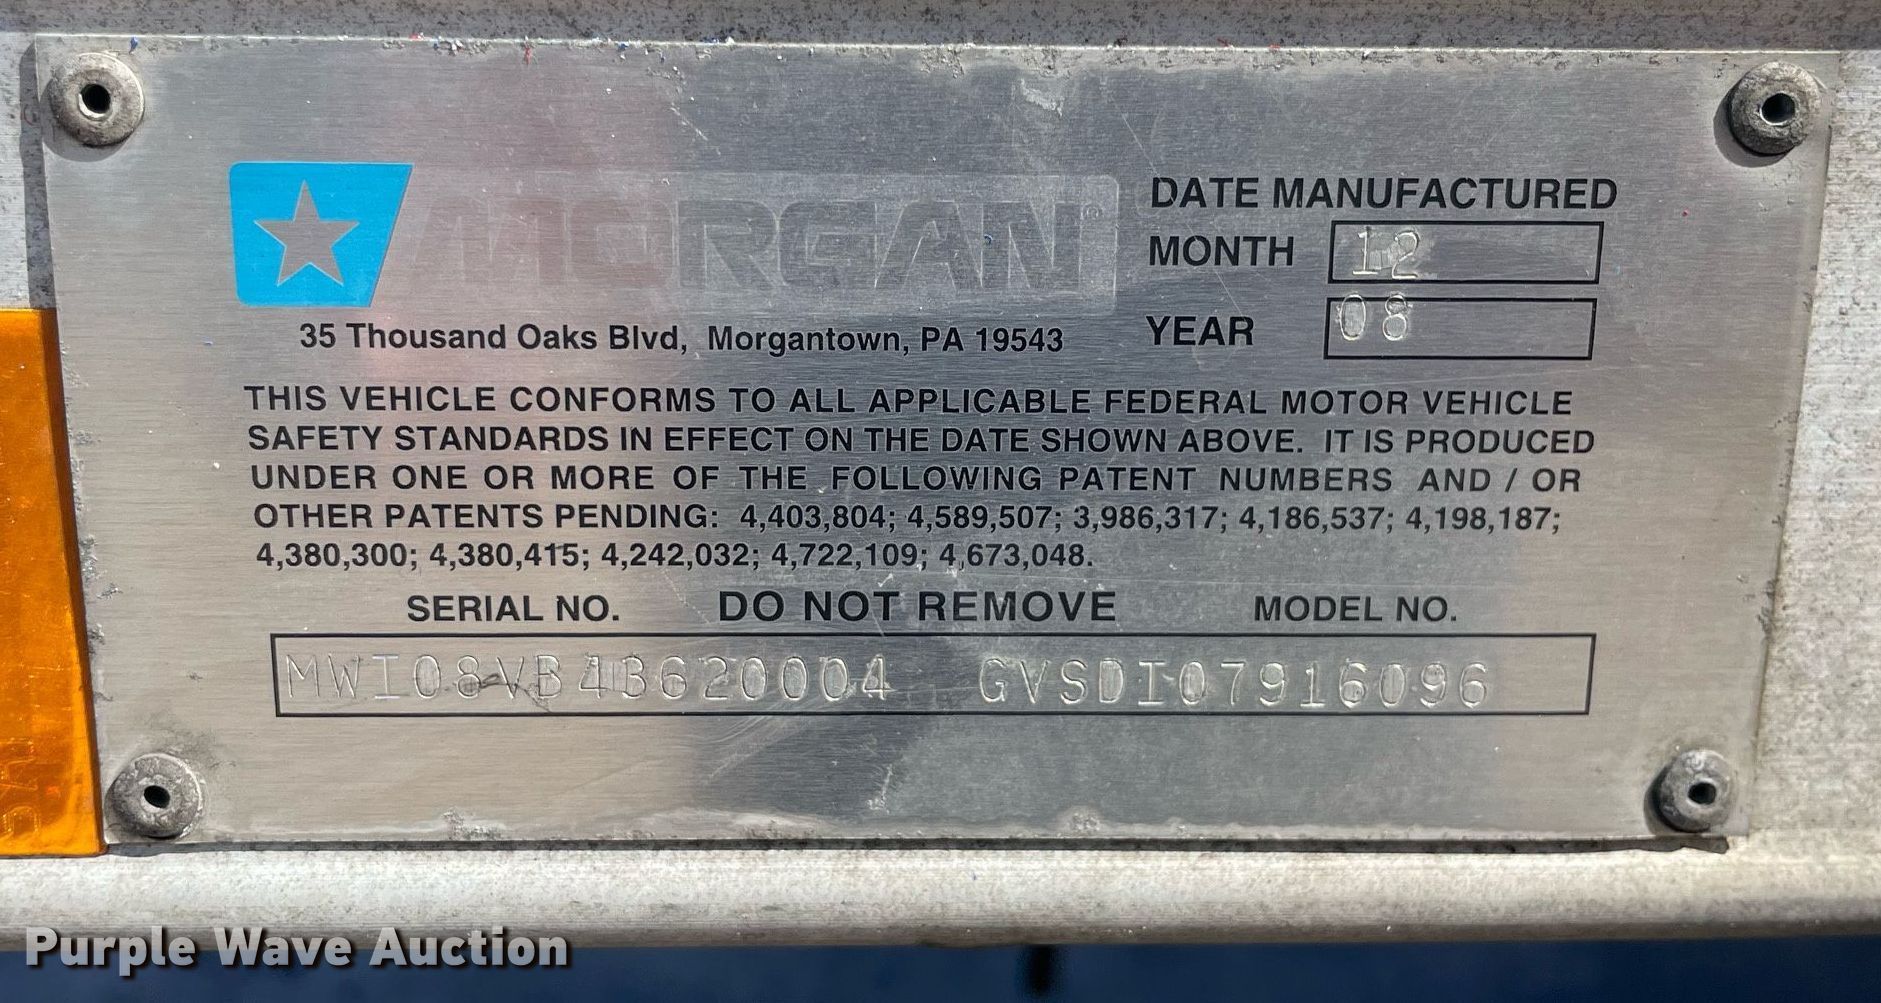 MORGAN®
35 Thousand Oaks Blvd, Morgantown, PA 19543
DATE MANUFACTURED
MONTH 12
YEAR 08
THIS VEHICLE CONFORMS TO ALL APPLICABLE FEDERAL MOTOR VEHICLE
SAFETY STANDARDS IN EFFECT ON THE DATE SHOWN ABOVE. IT IS PRODUCED
UNDER ONE OR MORE OF THE FOLLOWING PATENT NUMBERS AND / OR
OTHER PATENTS PENDING: 4,403,804; 4,589,507; 3,986,317; 4,186,537; 4,198,187;
4,380,300; 4,380,415; 4,242,032; 4,722,109; 4,673,048.
SERIAL NO. DO NOT REMOVE MODEL NO.
MWI08VB43620004 GVSDI07916096
Purple Wave Auction